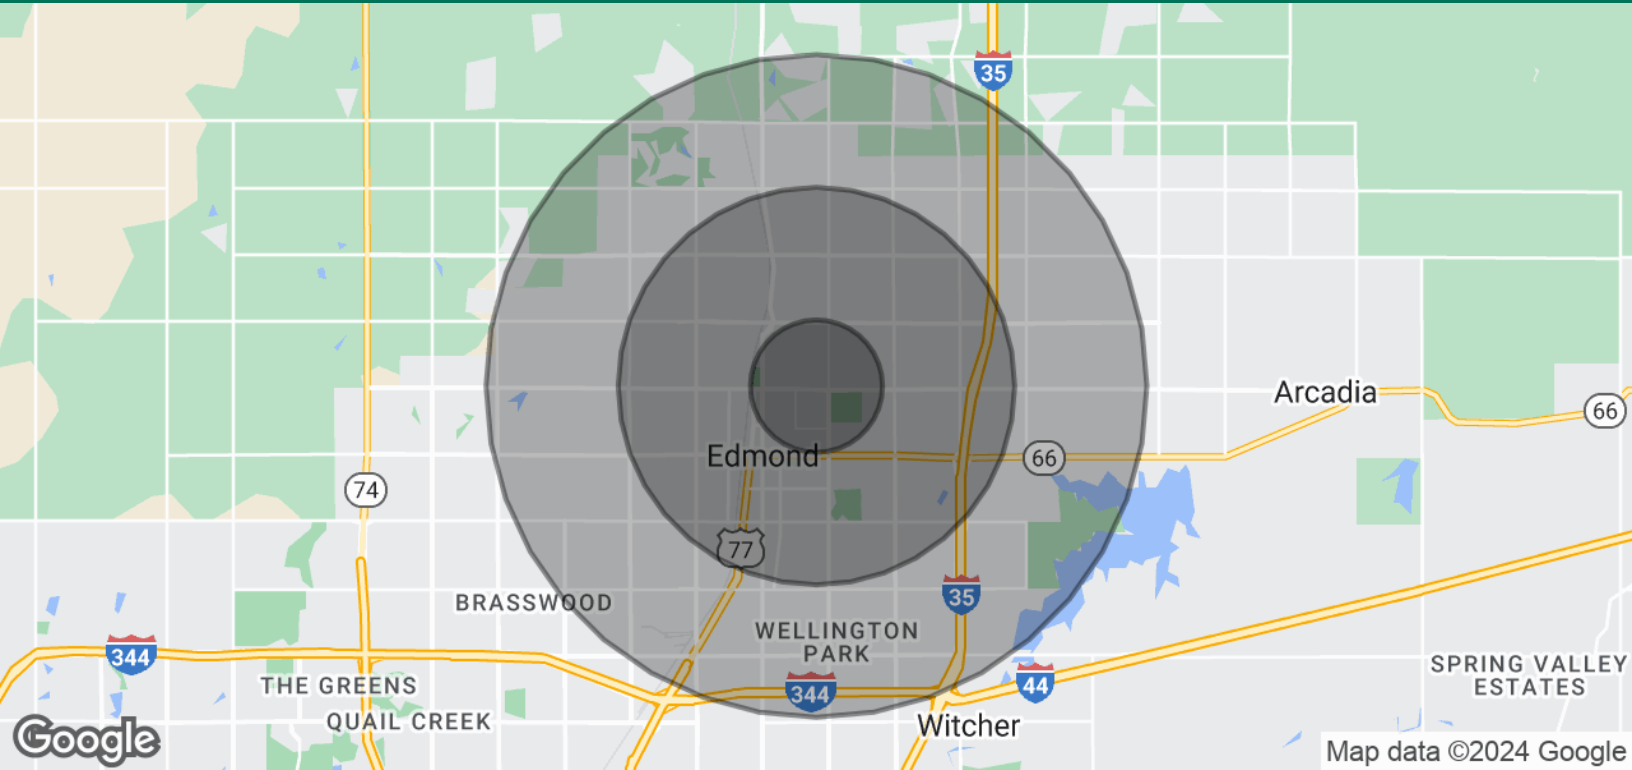 35
Arcadia
66
Edmond
66
74
77
35
BRASSWOOD
WELLINGTON
PARK
344
SPRING VALLEY
ESTATES
THE GREENS
44
344
QUAIL CREEK
Witcher
Google
Map data ©2024 Google